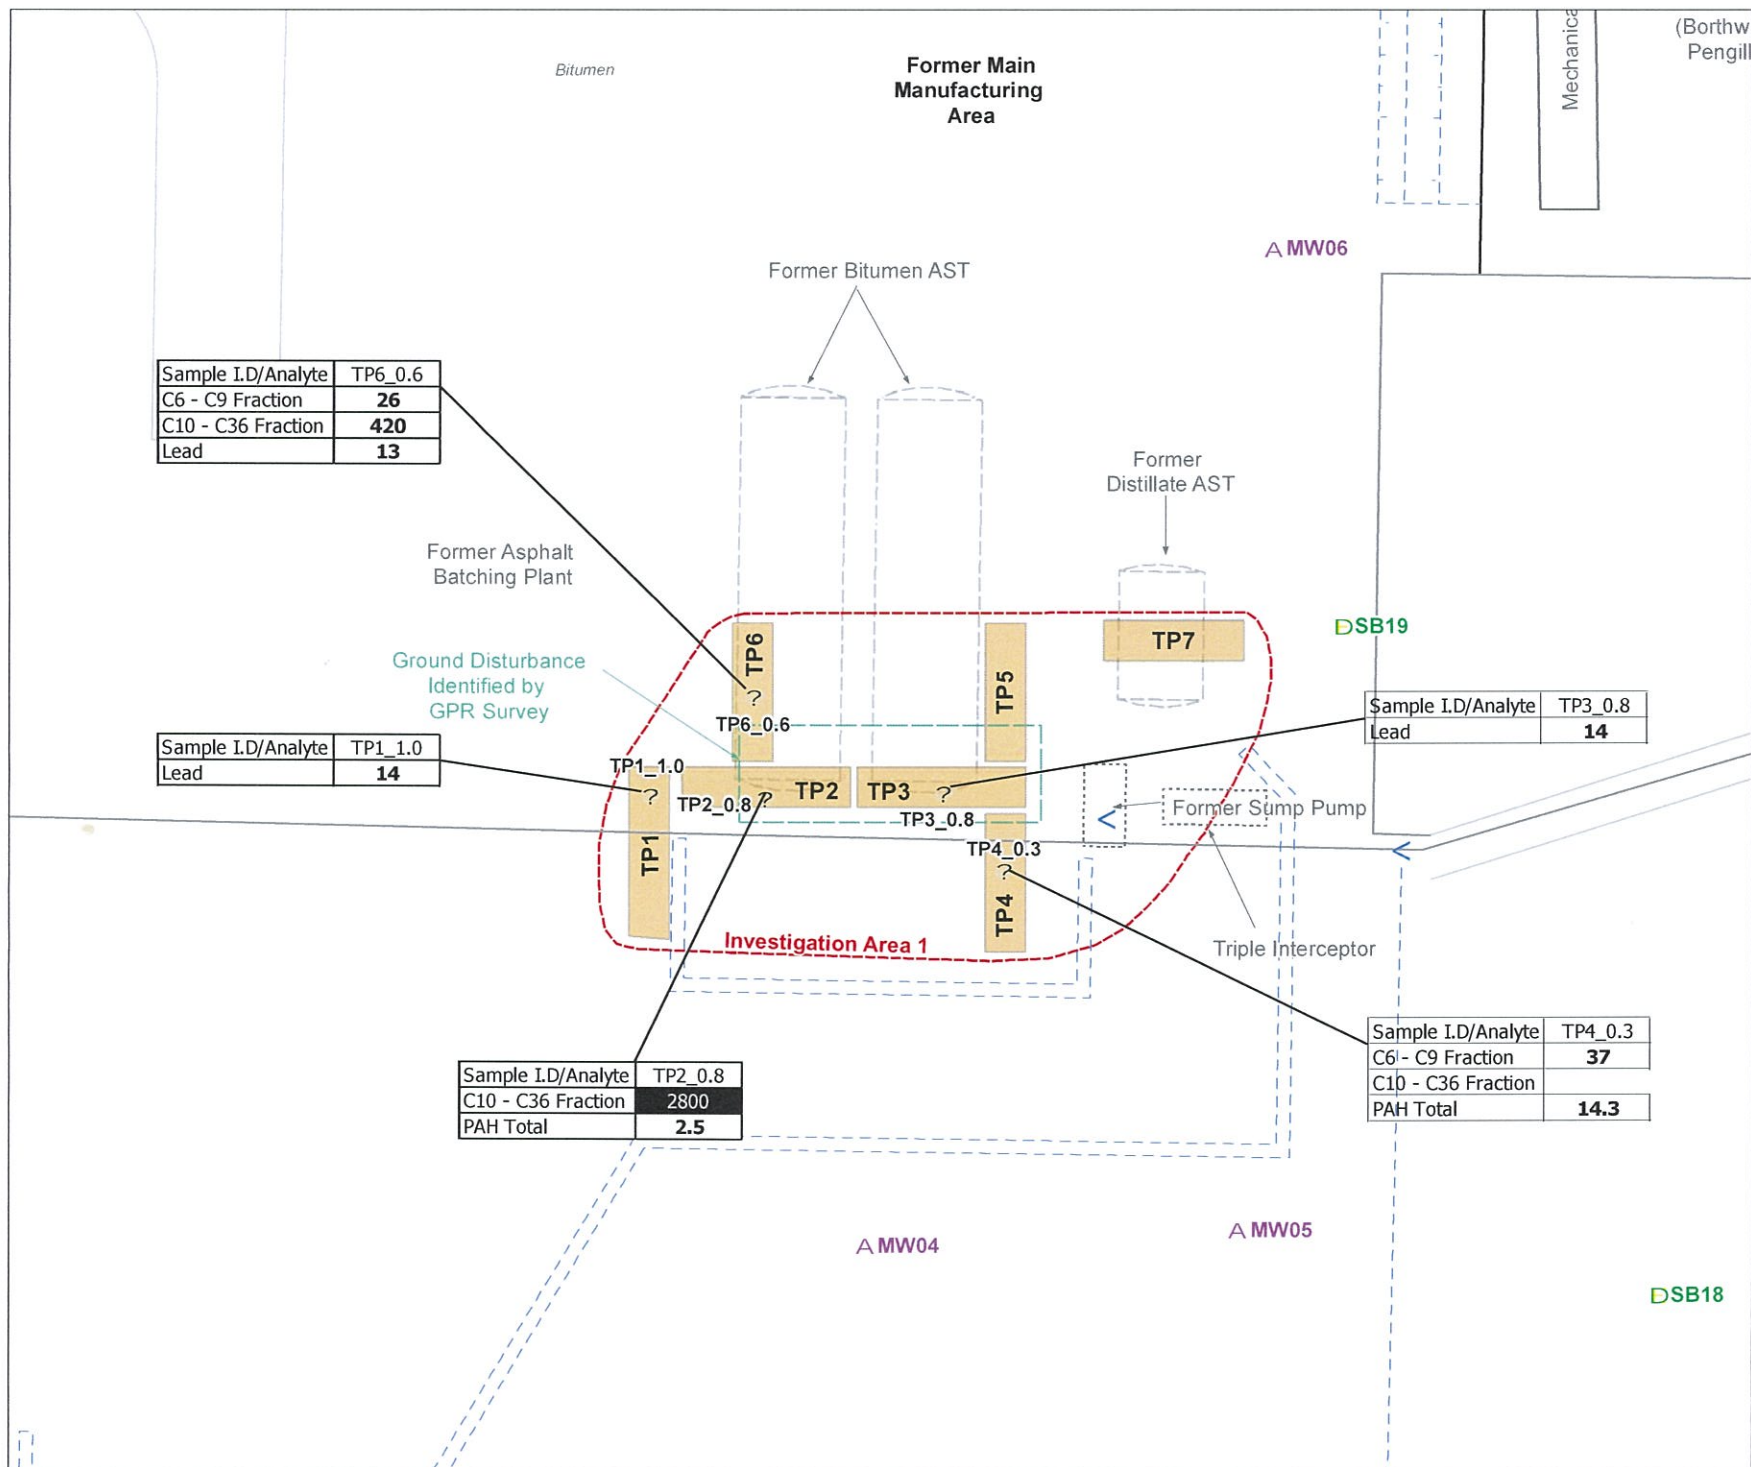 Bitumen
Former Main
Manufacturing
Area
Mechanica
(Borthw
Pengill
A MW06
Former Bitumen AST
Sample I.D/Analyte TP6_0.6
C6 - C9 Fraction 26
C10 - C36 Fraction 420
Lead 13
Former
Distillate AST
Former Asphalt
Batching Plant
Ground Disturbance
Identified by
GPR Survey
TP6
?
TP6_0.6
TP5
TP7
DSB19
Sample I.D/Analyte TP3_0.8
Lead 14
Sample I.D/Analyte TP1_1.0
Lead 14
TP1_1.0
?
TP1
TP2_0.8
?
TP2
TP3
?
TP3_0.8
<
Former Sump Pump
<
TP4_0.3
?
TP4
Investigation Area 1
Triple Interceptor
Sample I.D/Analyte TP2_0.8
C10 - C36 Fraction 2800
PAH Total 2.5
Sample I.D/Analyte TP4_0.3
C6 - C9 Fraction 37
C10 - C36 Fraction
PAH Total 14.3
A MW04
A MW05
DSB18